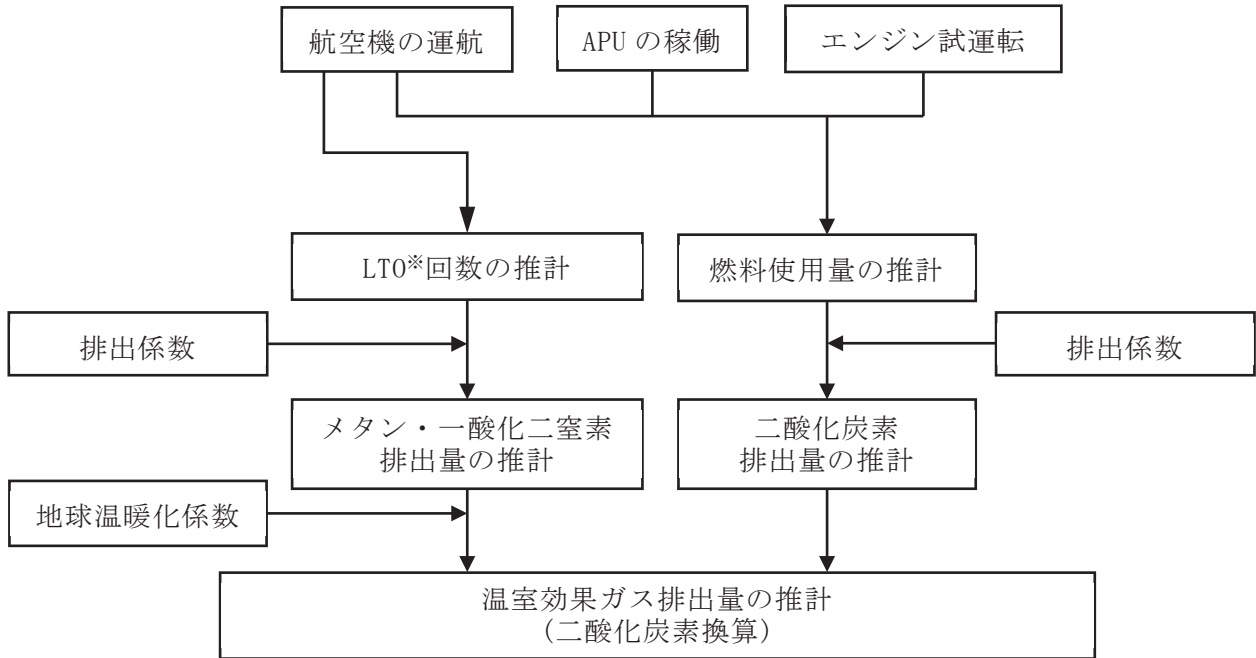 航空機の運航
APU の稼働
エンジン試運転
LTO※回数の推計
燃料使用量の推計
排出係数
排出係数
メタン・一酸化二窒素
排出量の推計
二酸化炭素
排出量の推計
地球温暖化係数
温室効果ガス排出量の推計
(二酸化炭素換算)